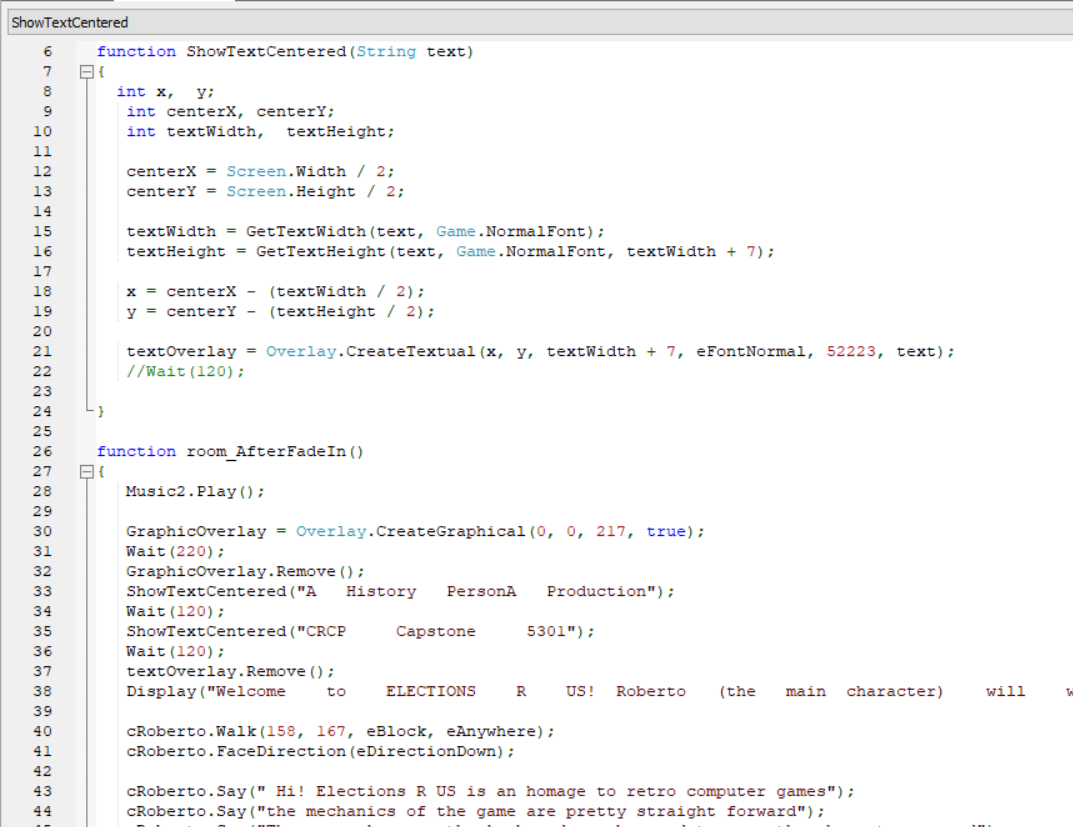 ShowTextCentered
6 function ShowTextCentered(String text)
7 {
8 int x,  y;
9 int centerX, centerY;
10 int textWidth,  textHeight;
11
12 centerX = Screen.Width / 2;
13 centerY = Screen.Height / 2;
14
15 textWidth = GetTextWidth(text, Game.NormalFont);
16 textHeight = GetTextHeight(text, Game.NormalFont, textWidth + 7);
17
18 x = centerX - (textWidth / 2);
19 y = centerY - (textHeight / 2);
20
21 textOverlay = Overlay.CreateTextual(x, y, textWidth + 7, eFontNormal, 52223, text);
22 //Wait(120);
23
24 }
25
26 function room_AfterFadeIn()
27 {
28 Music2.Play();
29
30 GraphicOverlay = Overlay.CreateGraphical(0, 0, 217, true);
31 Wait(220);
32 GraphicOverlay.Remove();
33 ShowTextCentered("A   History   PersonA   Production");
34 Wait(120);
35 ShowTextCentered("CRCP     Capstone     5301");
36 Wait(120);
37 textOverlay.Remove();
38 Display("Welcome    to    ELECTIONS    R    US!  Roberto   (the   main  character)    will    w
39
40 cRoberto.Walk(158, 167, eBlock, eAnywhere);
41 cRoberto.FaceDirection(eDirectionDown);
42
43 cRoberto.Say(" Hi! Elections R US is an homage to retro computer games");
44 cRoberto.Say("the mechanics of the game are pretty straight forward");